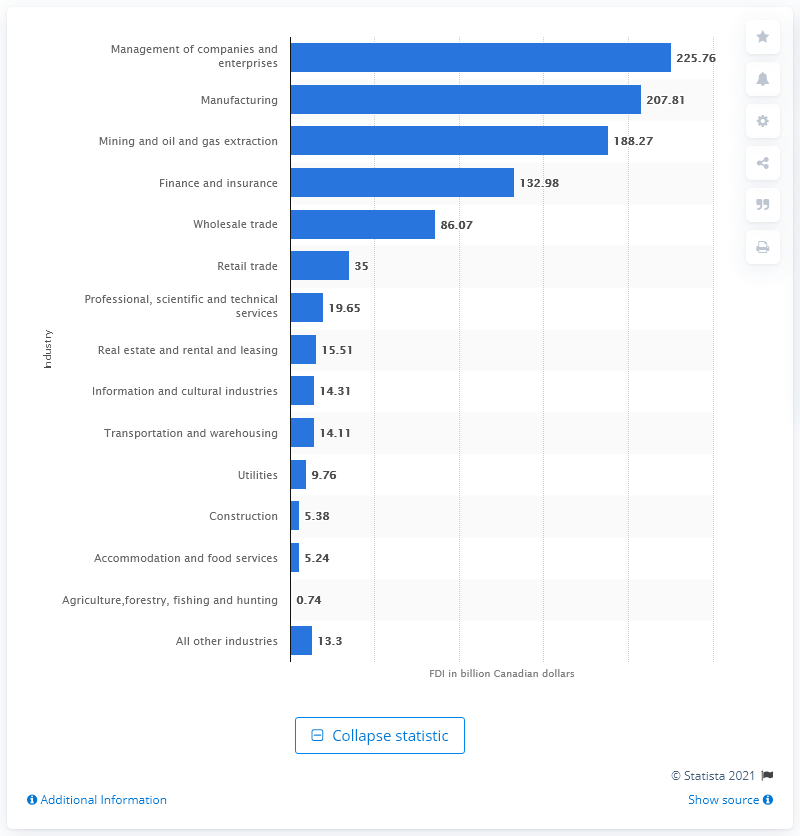 Management of companies and
enterprises
225.76
Manufacturing
207.81
Mining and oil and gas extraction
188.27
Finance and insurance
132.98
Wholesale trade
86.07
Retail trade
35
Professional, scientific and technical
services
19.65
Real estate and rental and leasing
15.51
Information and cultural industries
14.31
Transportation and warehousing
14.11
Utilities
9.76
Construction
5.38
Accommodation and food services
5.24
Agriculture,forestry, fishing and hunting
0.74
All other industries
13.3
Industry
FDI in billion Canadian dollars
Collapse statistic
© Statista 2021
Additional Information
Show source